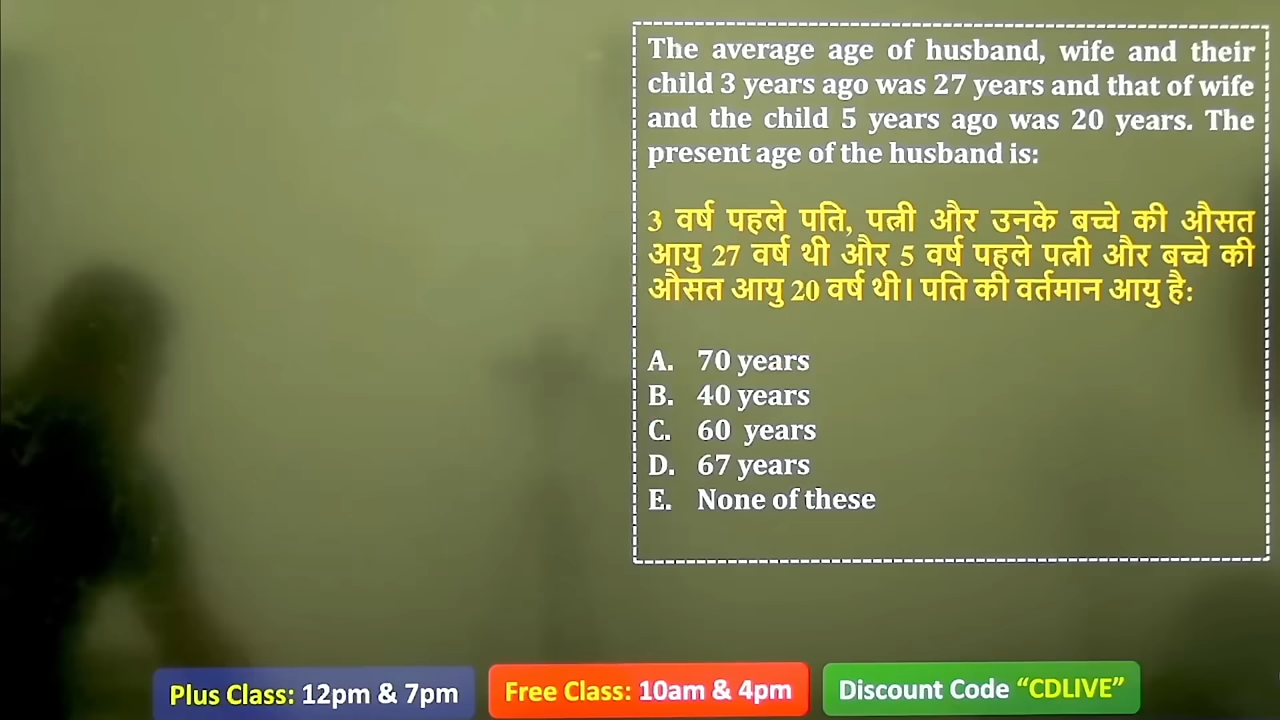 The average age of husband, wife and their
child 3 years ago was 27 years and that of wife
and the child 5 years ago was 20 years. The
present age of the husband is:
3 वर्ष पहले पति, पत्नी और उनके बच्चे की औसत
आयु 27 वर्ष थी और 5 वर्ष पहले पत्नी और बच्चे की
औसत आयु 20 वर्ष थी। पति की वर्तमान आयु है:
A. 70 years
B. 40 years
C. 60 years
D. 67 years
E. None of these
Plus Class: 12pm & 7pm
Free Class: 10am & 4pm
Discount Code “CDLIVE”